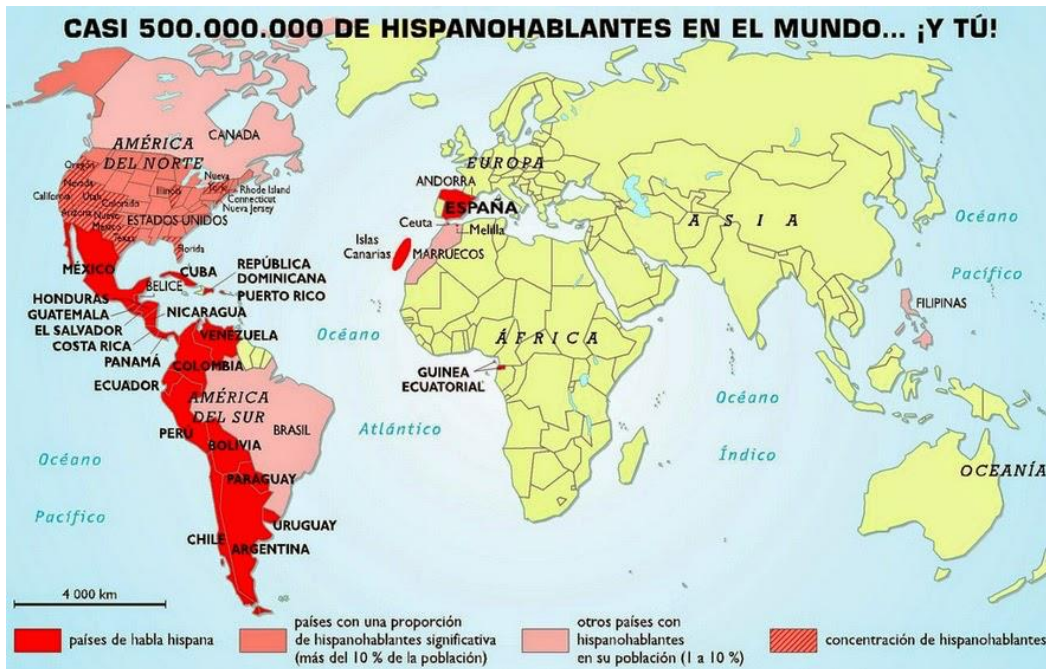 CASI 500.000.000 DE HISPANOHABLANTES EN EL MUNDO... ¡Y TÚ!
CANADA
AMÉRICA
DEL NORTE
Oregón
Nevada
California
Utah
Colorado
Arizona
Nuevo
Mexico
Texas
Illinois
Nueva
Rhode Island
Connecticut
Nueva Jersey
ESTADOS UNIDOS
Florida
MÉXICO
CUBA
REPÚBLICA
DOMINICANA
PUERTO RICO
BELICE
HONDURAS
GUATEMALA
EL SALVADOR
COSTA RICA
NICARAGUA
PANAMÁ
VENEZUELA
COLOMBIA
ECUADOR
AMÉRICA
DEL SUR
PERÚ
BRASIL
BOLIVIA
PARAGUAY
URUGUAY
CHILE
ARGENTINA
EUROPA
ANDORRA
ESPAÑA
Ceuta
Melilla
Islas
Canarias
MARRUECOS
ÁFRICA
GUINEA
ECUATORIAL
ASIA
FILIPINAS
OCEANÍA
Océano
Pacífico
Océano
Atlántico
Océano
Índico
Océano
Pacífico
4 000 km
países de habla hispana
países con una proporción
de hispanohablantes significativa
(más del 10 % de la población)
otros países con
hispanohablantes
en su población (1 a 10 %)
concentración de hispanohablantes